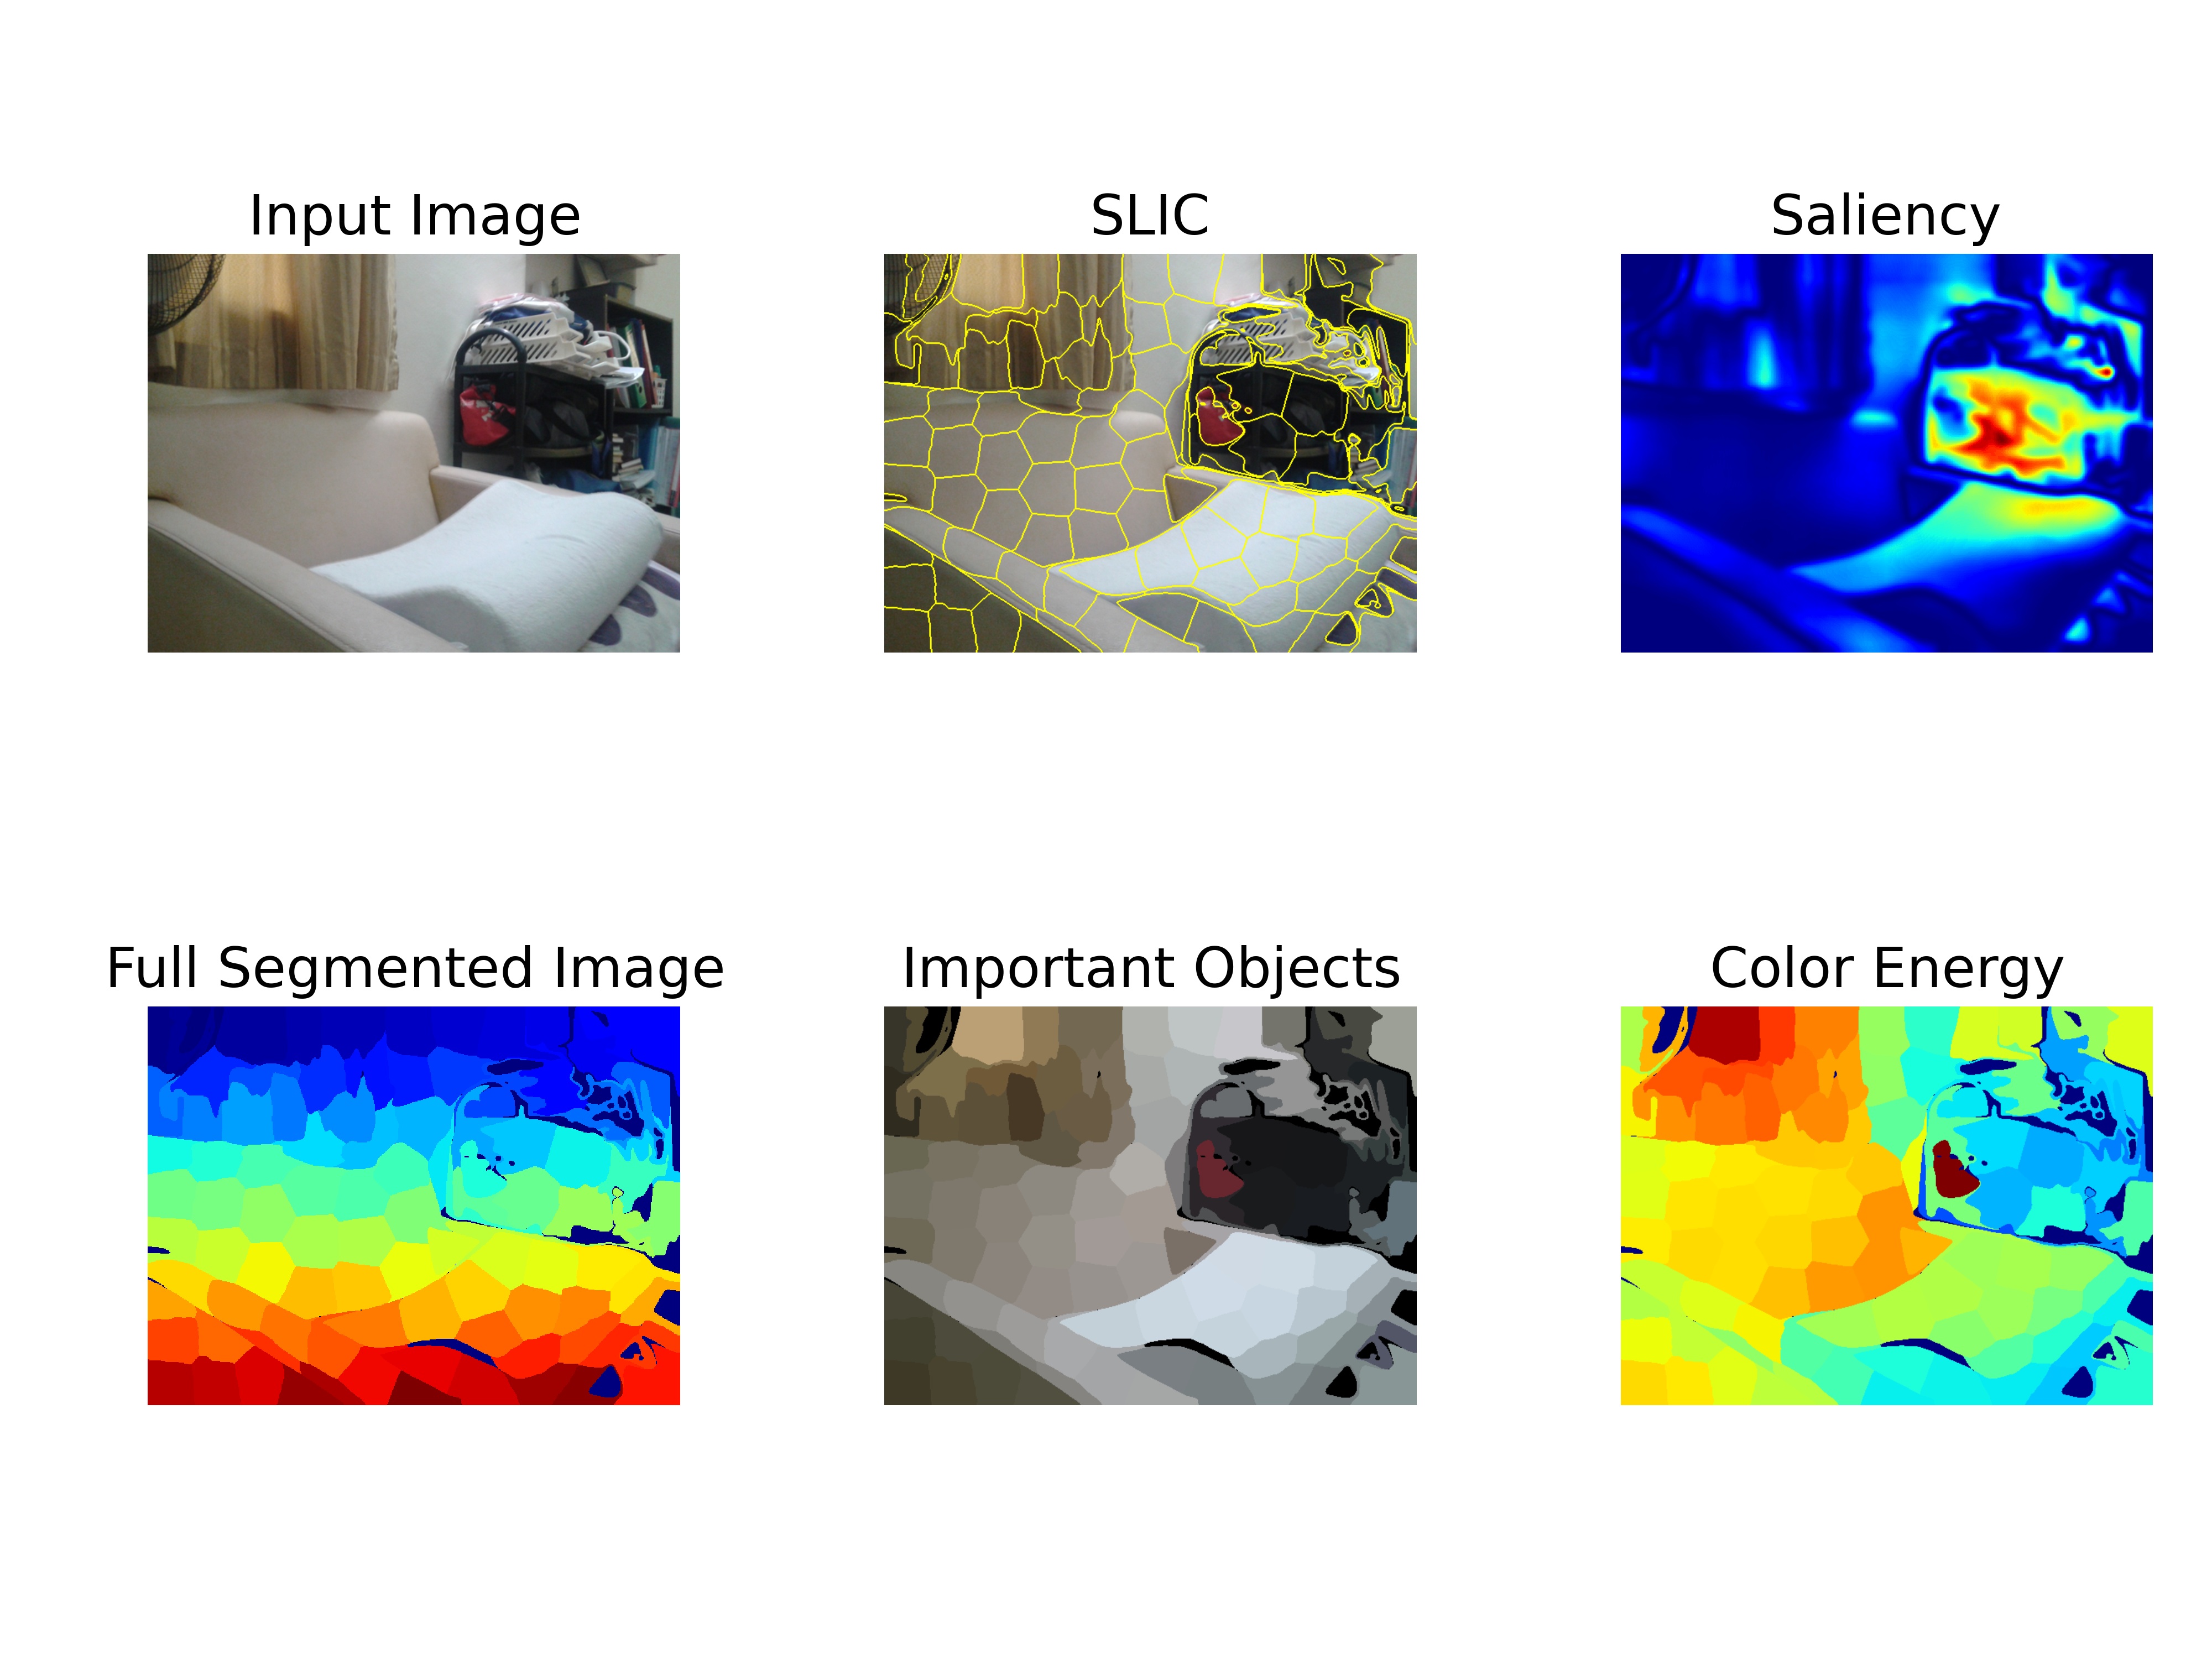 Input Image
SLIC
Saliency
Full Segmented Image
Important Objects
Color Energy